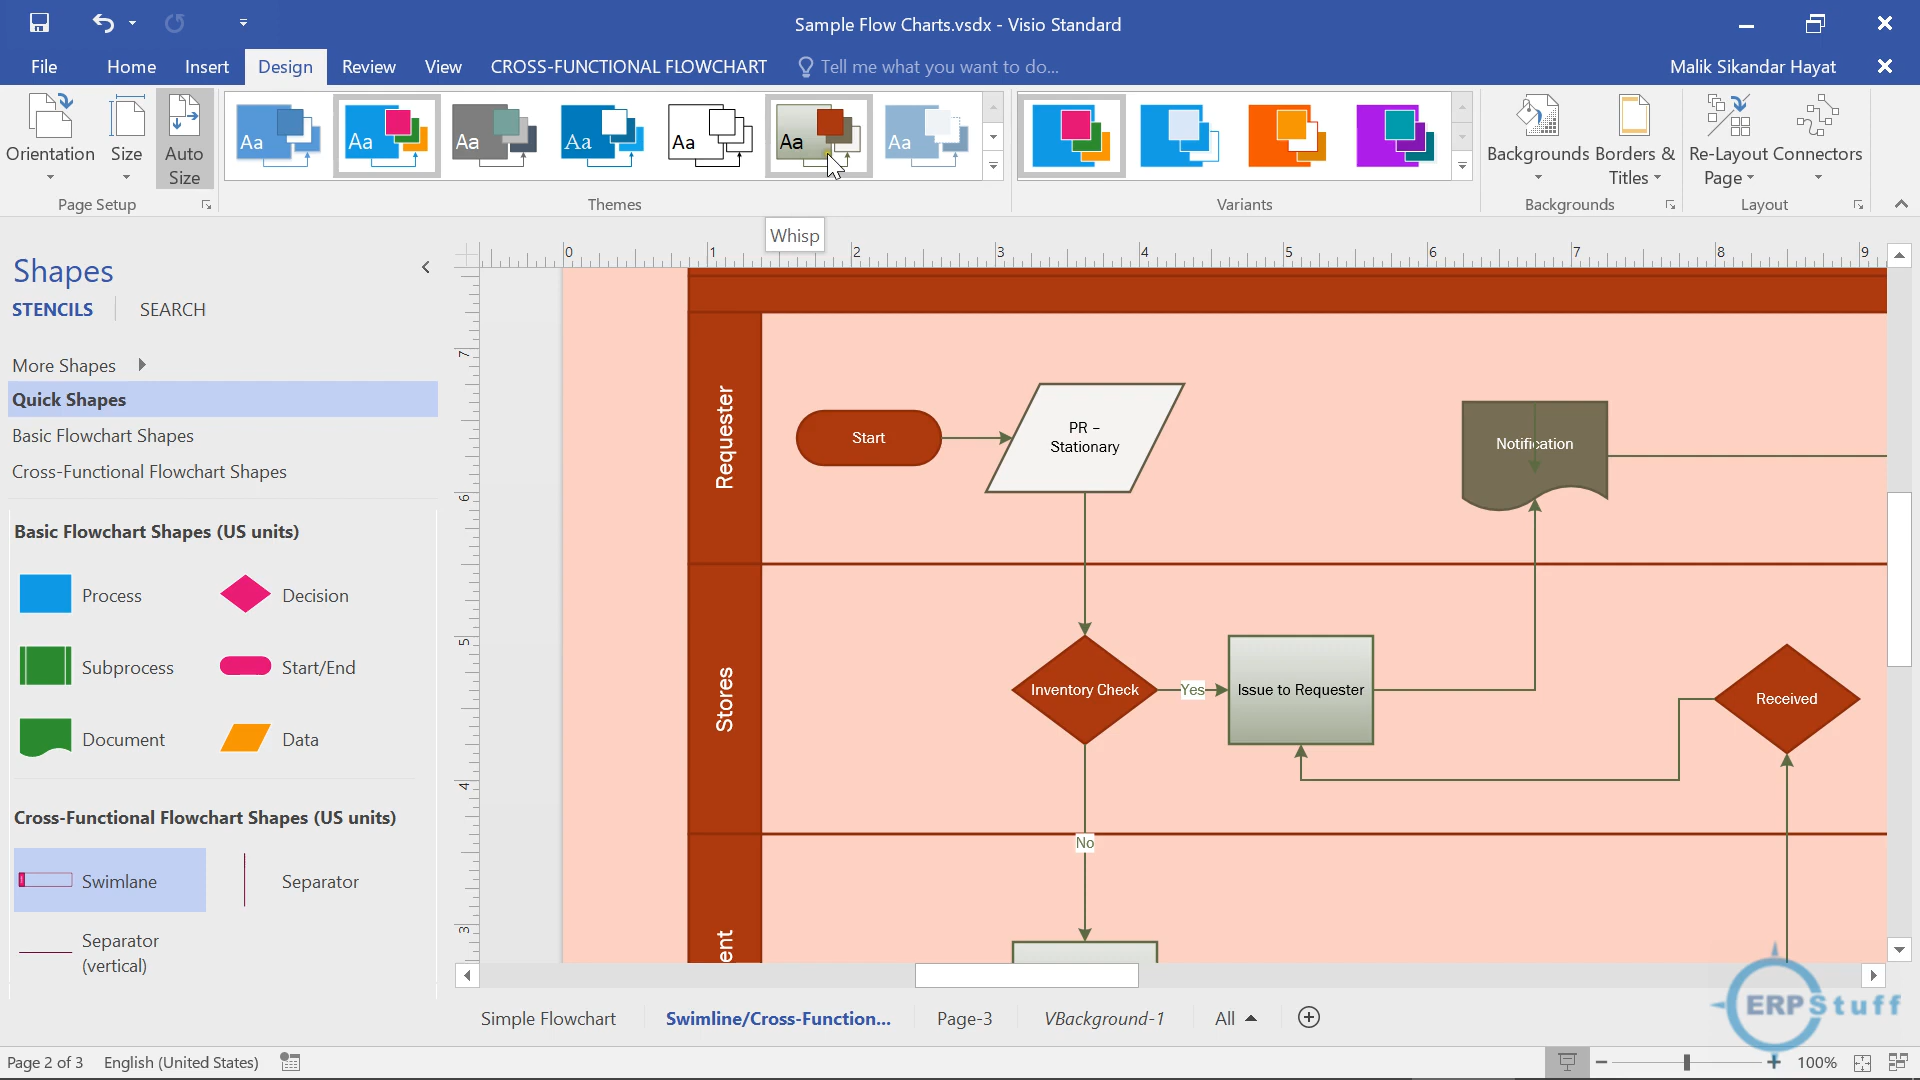 Sample Flow Charts.vsdx - Visio Standard
File Home Insert Design Review View CROSS-FUNCTIONAL FLOWCHART Tell me what you want to do... Malik Sikandar Hayat
Aa Aa Aa Aa Aa Aa Aa
Orientation Size Auto Size
Backgrounds Borders & Titles Re-Layout Page Connectors
Page Setup Themes Variants Backgrounds Layout
Whisp
Shapes
STENCILS SEARCH
More Shapes
Quick Shapes
Basic Flowchart Shapes
Cross-Functional Flowchart Shapes
Basic Flowchart Shapes (US units)
Process Decision
Subprocess Start/End
Document Data
Cross-Functional Flowchart Shapes (US units)
Swimlane Separator
Separator
(vertical)
0 1 2 3 4 5 6 7 8 9
7
6
5
4
3
Requester
Start
PR –
Stationary
Notification
Stores
Inventory Check
Yes
Issue to Requester
Received
No
ent
ERPStuff
Simple Flowchart Swimline/Cross-Function... Page-3 VBackground-1 All
Page 2 of 3 English (United States) 100%